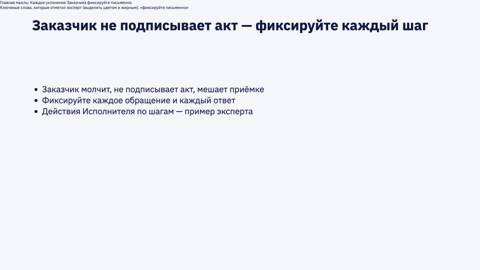 Главная мысль: Каждое уклонение Заказчика фиксируйте письменно.
Ключевые слова, которые отметил эксперт (выделить цветом и жирным): «фиксируйте письменно»
Заказчик не подписывает акт — фиксируйте каждый шаг
• Заказчик молчит, не подписывает акт, мешает приёмке
• Фиксируйте каждое обращение и каждый ответ
• Действия Исполнителя по шагам — пример эксперта